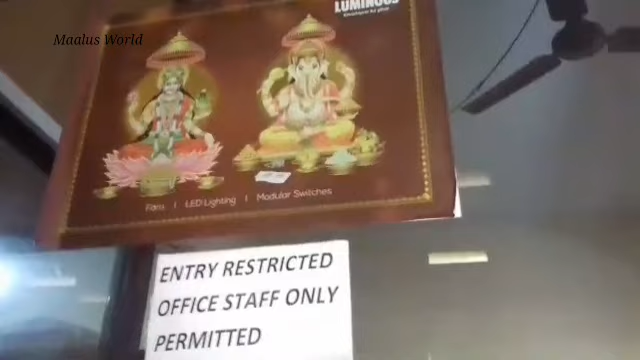 Maalus World
LUMINOUS
Fans | LED Lighting | Modular Switches
ENTRY RESTRICTED
OFFICE STAFF ONLY
PERMITTED